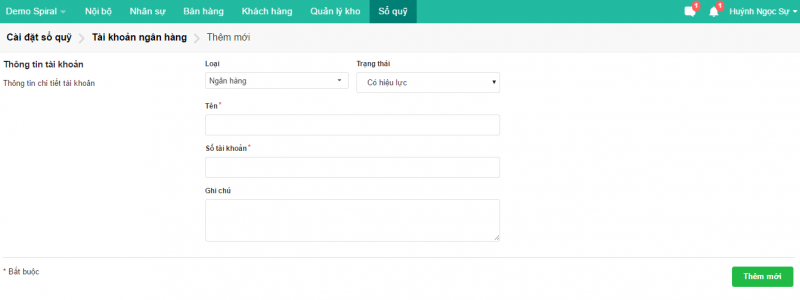 Demo Spiral Nội bộ Nhân sự Bán hàng Khách hàng Quản lý kho Sổ quỹ 1 1 Huỳnh Ngọc Sự
Cài đặt sổ quỹ Tài khoản ngân hàng Thêm mới
Thông tin tài khoản Loại Trạng thái
Thông tin chi tiết tài khoản Ngân hàng Có hiệu lực
Tên *
Số tài khoản *
Ghi chú
* Bắt buộc Thêm mới